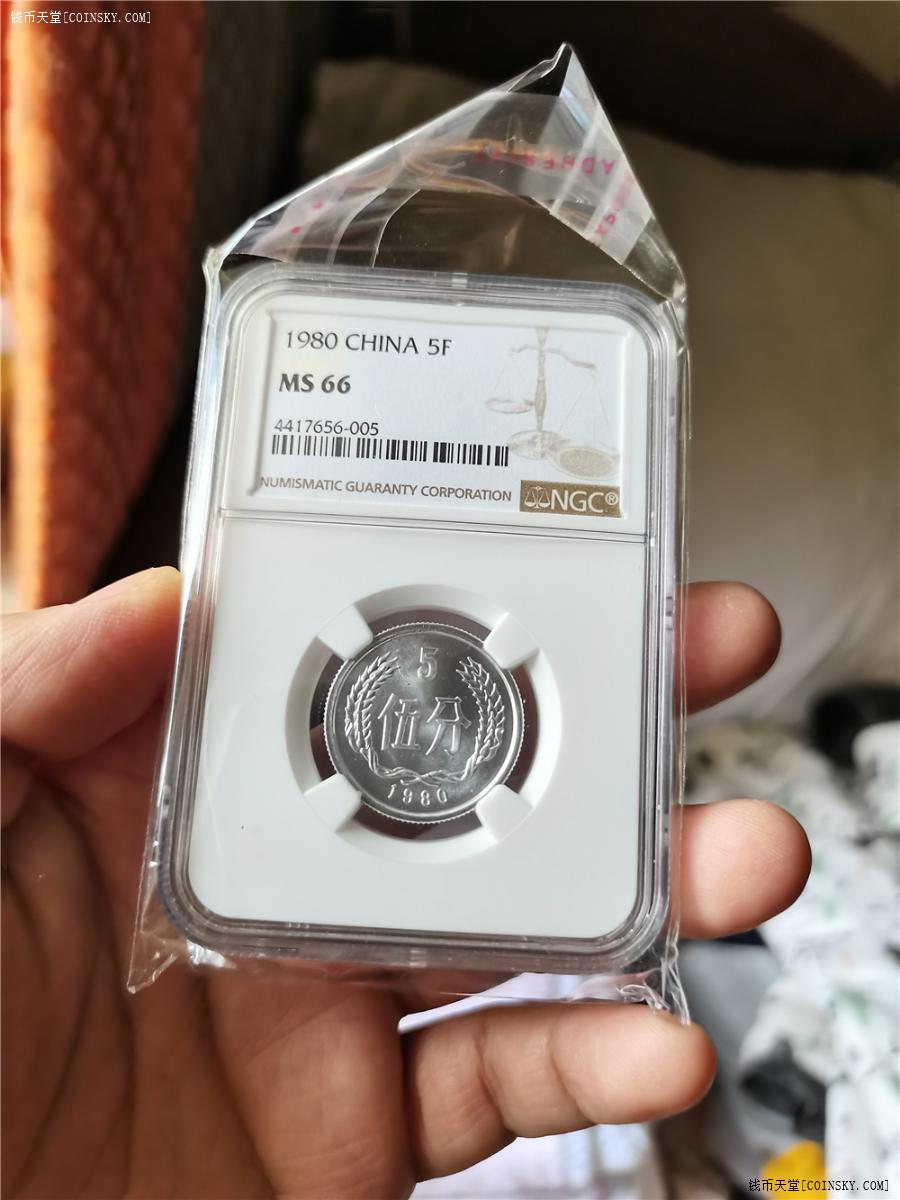 钱币天堂[COINSKY.COM]
1980 CHINA 5F
MS 66
4417656-005
NUMISMATIC GUARANTY CORPORATION
NGC®
5
伍分
1980
钱币天堂[COINSKY.COM]